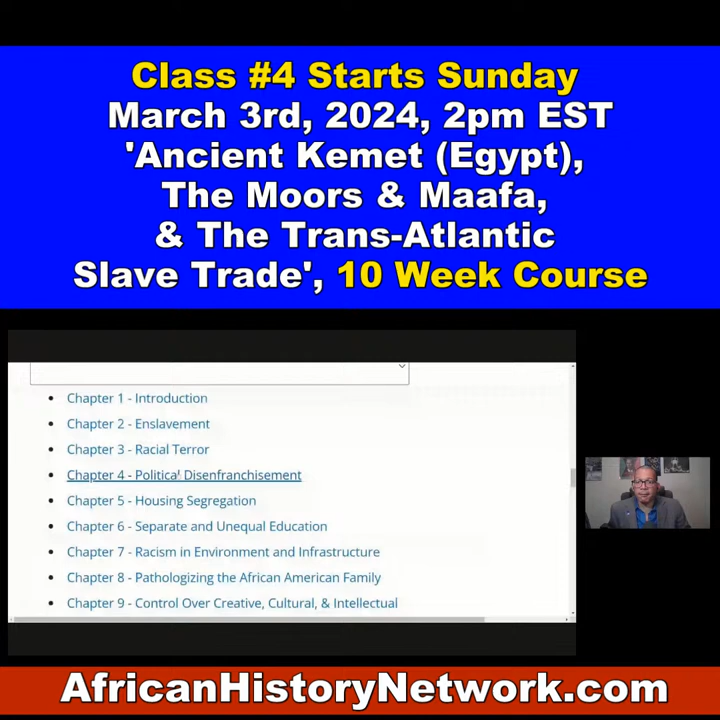 Class #4 Starts Sunday
March 3rd, 2024, 2pm EST
'Ancient Kemet (Egypt),
The Moors & Maafa,
& The Trans-Atlantic
Slave Trade', 10 Week Course
Chapter 1 - Introduction
Chapter 2 - Enslavement
Chapter 3 - Racial Terror
Chapter 4 - Political Disenfranchisement
Chapter 5 - Housing Segregation
Chapter 6 - Separate and Unequal Education
Chapter 7 - Racism in Environment and Infrastructure
Chapter 8 - Pathologizing the African American Family
Chapter 9 - Control Over Creative, Cultural, & Intellectual
AfricanHistoryNetwork.com